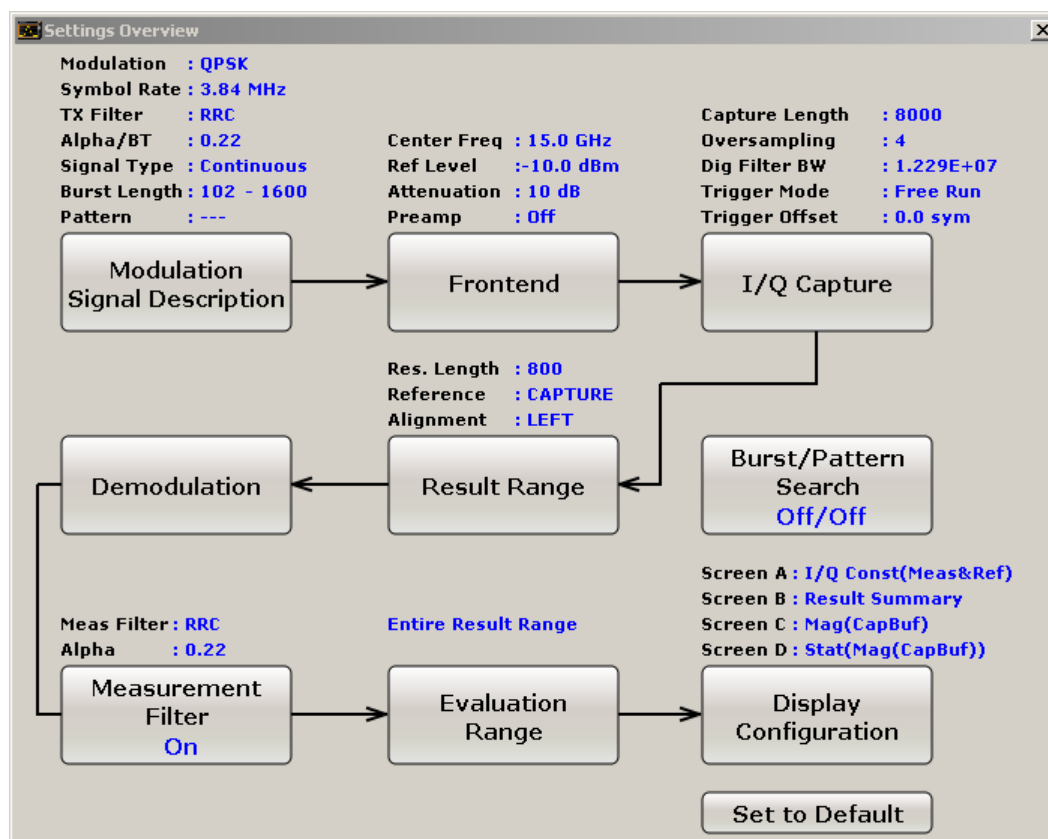 Settings Overview
Modulation : QPSK
Symbol Rate : 3.84 MHz
TX Filter : RRC
Alpha/BT : 0.22
Signal Type : Continuous
Burst Length : 102 - 1600
Pattern : ---
Modulation
Signal Description
Center Freq : 15.0 GHz
Ref Level :-10.0 dBm
Attenuation : 10 dB
Preamp : Off
Frontend
Capture Length : 8000
Oversampling : 4
Dig Filter BW : 1.229E+07
Trigger Mode : Free Run
Trigger Offset : 0.0 sym
I/Q Capture
Res. Length : 800
Reference : CAPTURE
Alignment : LEFT
Demodulation
Result Range
Burst/Pattern
Search
Off/Off
Meas Filter : RRC
Alpha : 0.22
Measurement
Filter
On
Entire Result Range
Evaluation
Range
Screen A : I/Q Const(Meas&Ref)
Screen B : Result Summary
Screen C : Mag(CapBuf)
Screen D : Stat(Mag(CapBuf))
Display
Configuration
Set to Default